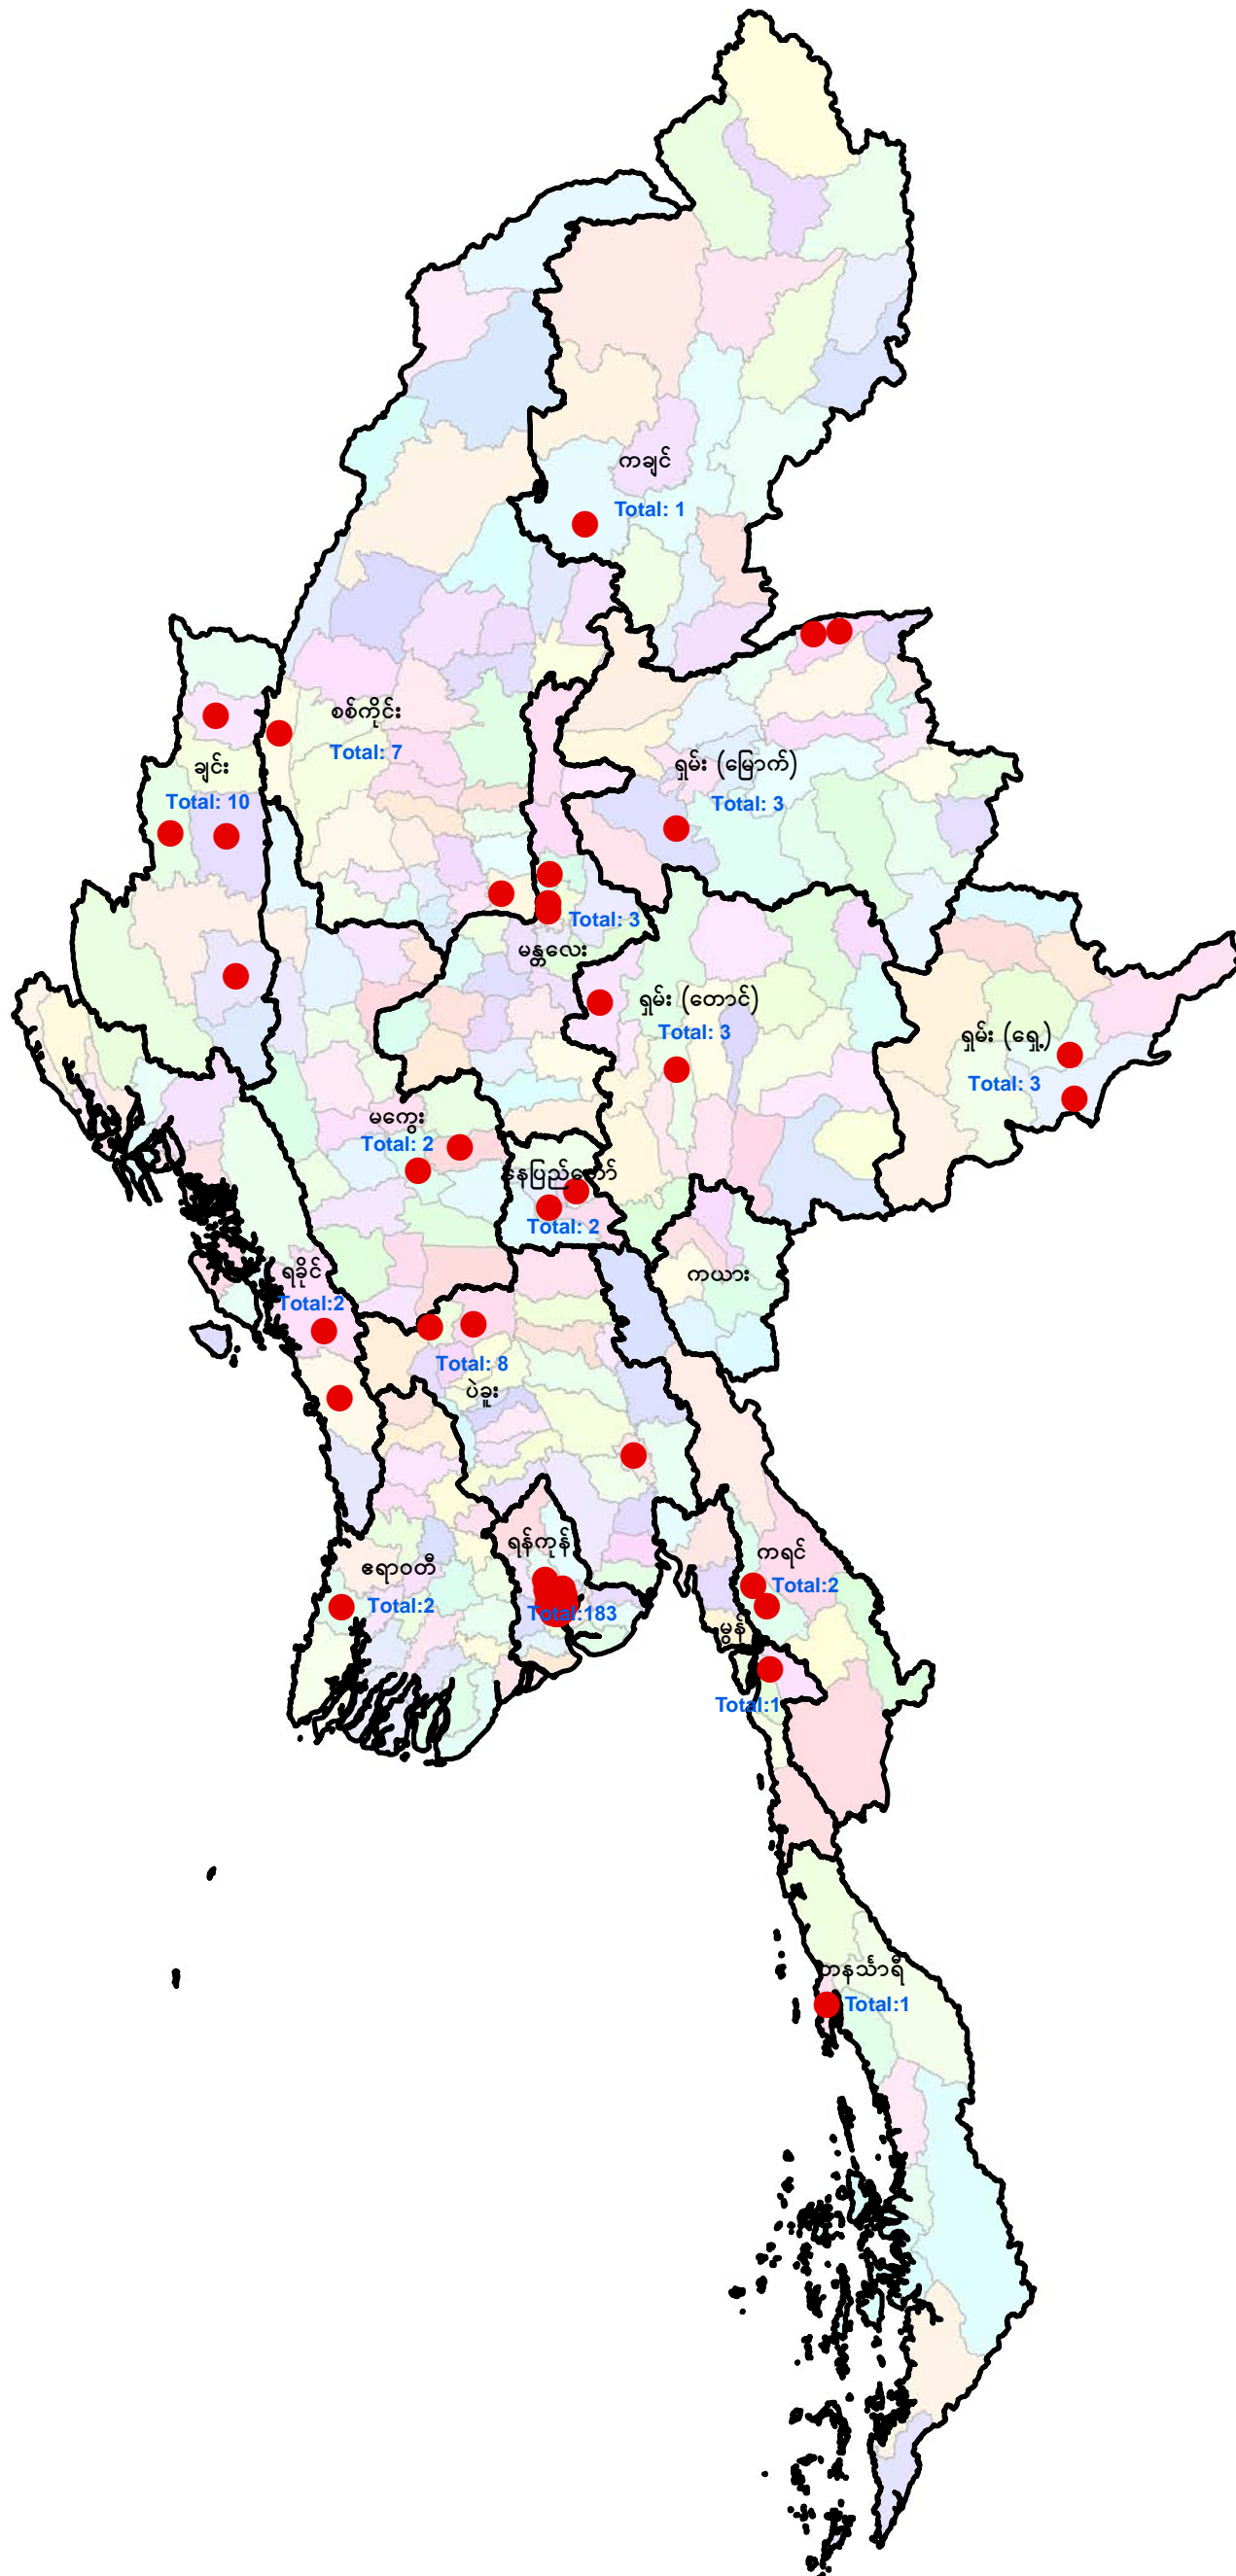 ကချင်
Total: 1
စစ်ကိုင်း
Total: 7
ချင်း
Total: 10
ရှမ်း (မြောက်)
Total: 3
Total: 3
မန္တလေး
ရှမ်း (တောင်)
Total: 3
ရှမ်း (ရှေ့)
Total: 3
မကွေး
Total: 2
နေပြည်တော်
Total: 2
ရခိုင်
Total:2
ကယား
Total: 8
ပဲခူး
ရန်ကုန်
Total:183
ဧရာဝတီ
Total:2
ကရင်
Total:2
မွန်
Total:1
တနင်္သာရီ
Total:1